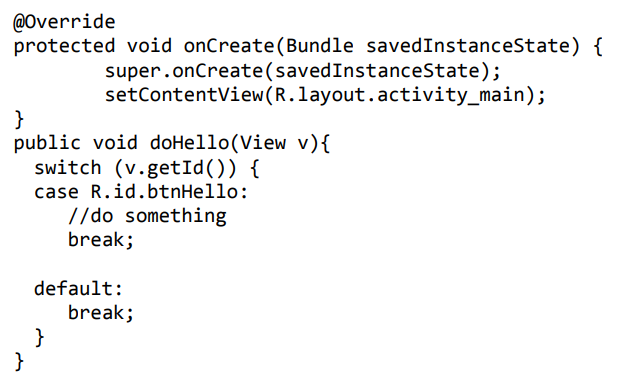 @Override
protected void onCreate(Bundle savedInstanceState) {
super.onCreate(savedInstanceState);
setContentView(R.layout.activity_main);
}
public void doHello(View v){
switch (v.getId()) {
case R.id.btnHello:
//do something
break;
default:
break;
}
}